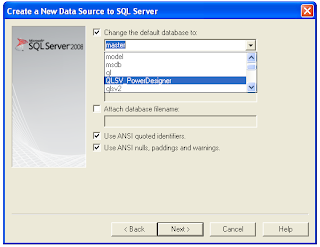 Create a New Data Source to SQL Server
Microsoft
SQL Server 2008
Change the default database to:
master
model
msdb
ql
QLSV_PowerDesigner
qlsv2
Attach database filename:
Use ANSI quoted identifiers.
Use ANSI nulls, paddings and warnings.
< Back
Next >
Cancel
Help